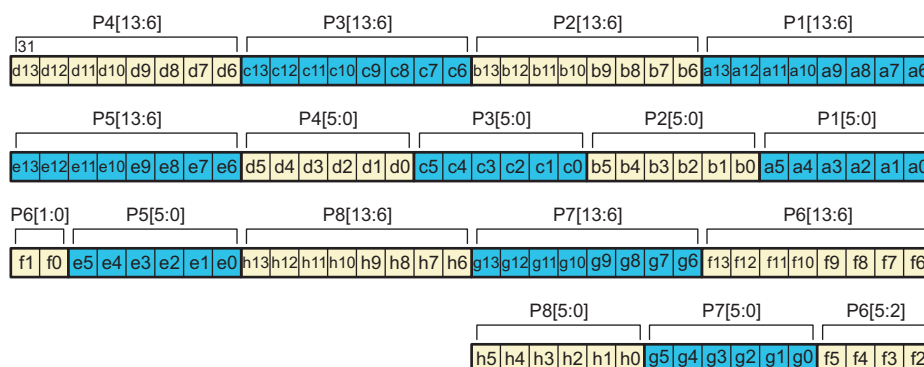 P4[13:6] P3[13:6] P2[13:6] P1[13:6]
31
d13 d12 d11 d10 d9 d8 d7 d6 c13 c12 c11 c10 c9 c8 c7 c6 b13 b12 b11 b10 b9 b8 b7 b6 a13 a12 a11 a10 a9 a8 a7 a6
P5[13:6] P4[5:0] P3[5:0] P2[5:0] P1[5:0]
e13 e12 e11 e10 e9 e8 e7 e6 d5 d4 d3 d2 d1 d0 c5 c4 c3 c2 c1 c0 b5 b4 b3 b2 b1 b0 a5 a4 a3 a2 a1 a0
P6[1:0] P5[5:0] P8[13:6] P7[13:6] P6[13:6]
f1 f0 e5 e4 e3 e2 e1 e0 h13 h12 h11 h10 h9 h8 h7 h6 g13 g12 g11 g10 g9 g8 g7 g6 f13 f12 f11 f10 f9 f8 f7 f6
P8[5:0] P7[5:0] P6[5:2]
h5 h4 h3 h2 h1 h0 g5 g4 g3 g2 g1 g0 f5 f4 f3 f2